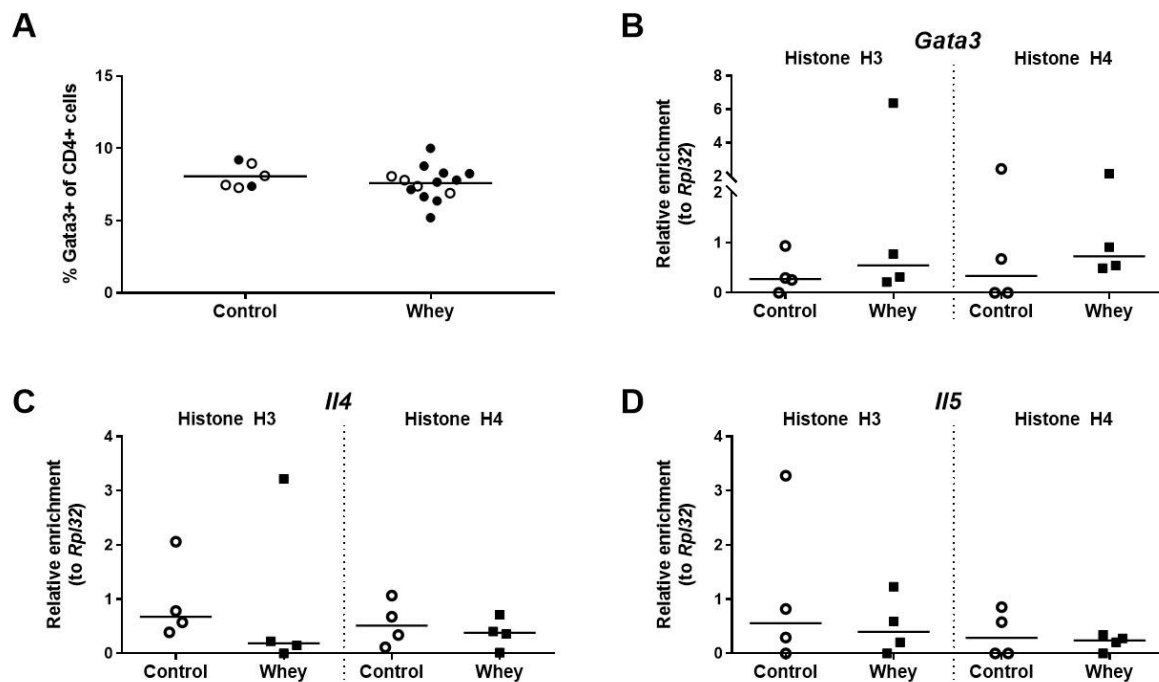 A
% Gata3+ of CD4+ cells
15
10
5
0
Control
Whey
B
Gata3
Histone H3
Histone H4
Relative enrichment
(to Rpl32)
8
6
4
2
2
1
0
Control
Whey
Control
Whey
C
Il4
Histone H3
Histone H4
Relative enrichment
(to Rpl32)
4
3
2
1
0
Control
Whey
Control
Whey
D
Il5
Histone H3
Histone H4
Relative enrichment
(to Rpl32)
4
3
2
1
0
Control
Whey
Control
Whey